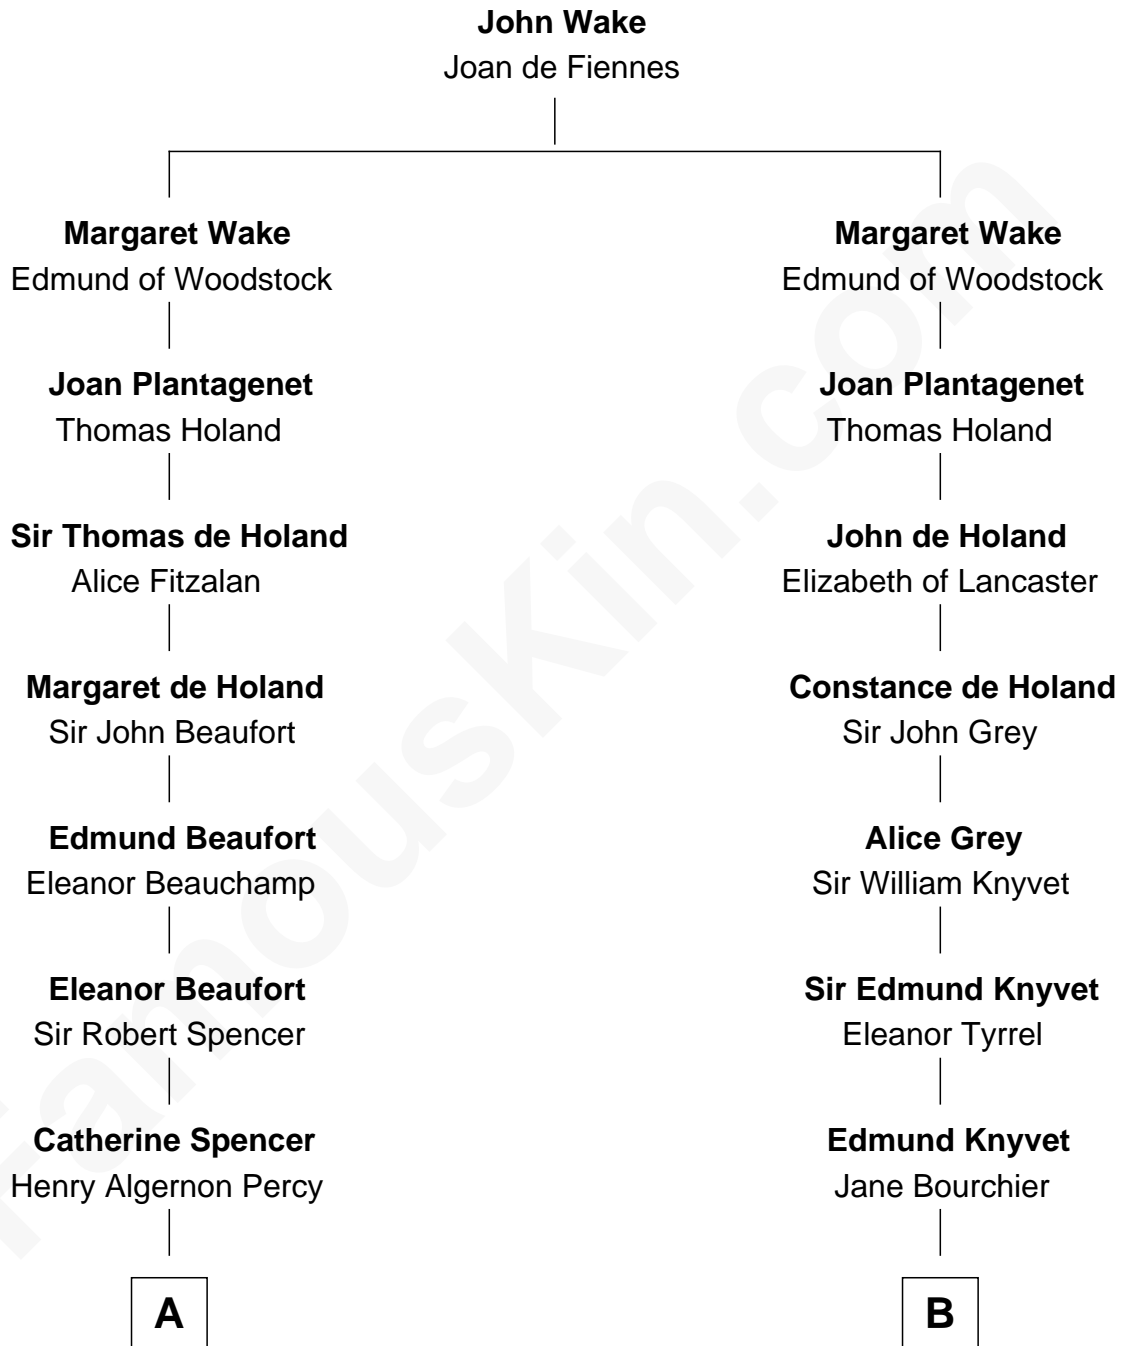 John Wake
Joan de Fiennes
Margaret Wake
Edmund of Woodstock
Joan Plantagenet
Thomas Holand
Sir Thomas de Holand
Alice Fitzalan
Margaret de Holand
Sir John Beaufort
Edmund Beaufort
Eleanor Beauchamp
Eleanor Beaufort
Sir Robert Spencer
Catherine Spencer
Henry Algernon Percy
A
Margaret Wake
Edmund of Woodstock
Joan Plantagenet
Thomas Holand
John de Holand
Elizabeth of Lancaster
Constance de Holand
Sir John Grey
Alice Grey
Sir William Knyvet
Sir Edmund Knyvet
Eleanor Tyrrel
Edmund Knyvet
Jane Bourchier
B
FamousKin.com